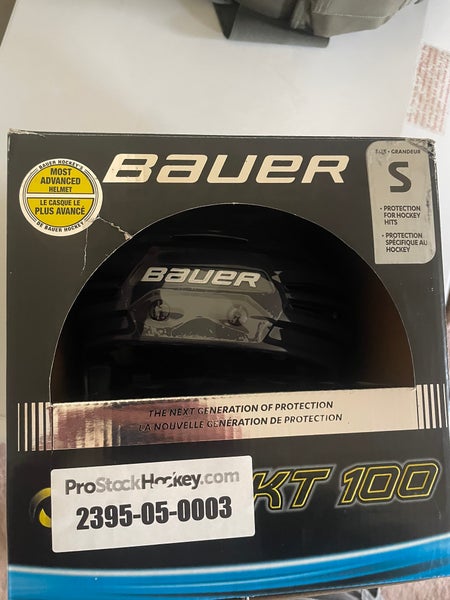 BAUER HOCKEY'S
MOST
ADVANCED
HELMET
LE CASQUE LE
PLUS AVANCÉ
DE BAUER HOCKEY
BAUER
GRANDEUR
S
• PROTECTION
FOR HOCKEY
HITS
• PROTECTION
SPÉCIFIQUE AU
HOCKEY
BAUER
THE NEXT GENERATION OF PROTECTION
LA NOUVELLE GÉNÉRATION DE PROTECTION
KT 100
ProStockHockey.com
2395-05-0003